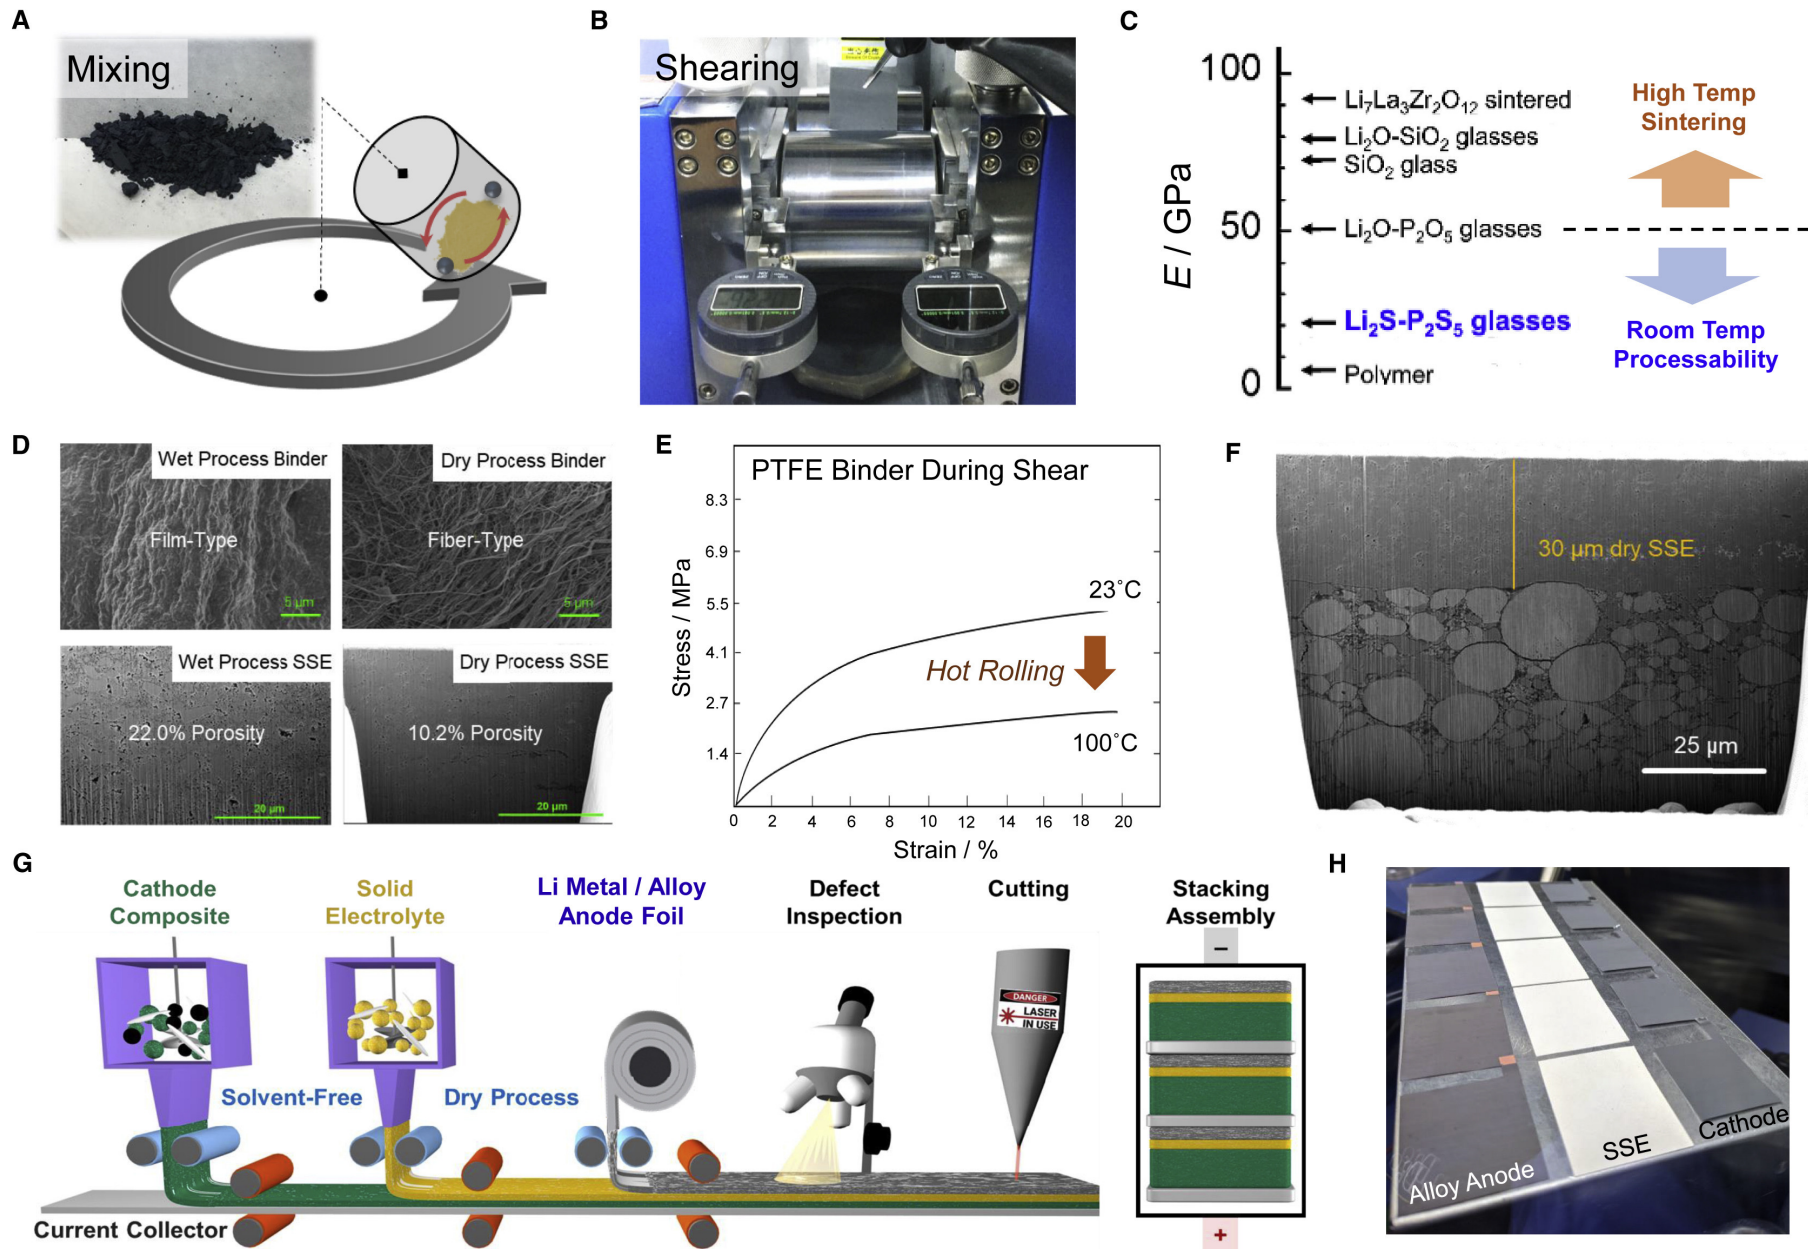 A
Mixing
B
Shearing
C
100
50
0
E / GPa
Li₇La₃Zr₂O₁₂ sintered
Li₂O-SiO₂ glasses
SiO₂ glass
Li₂O-P₂O₅ glasses
Li₂S-P₂S₅ glasses
Polymer
High Temp
Sintering
Room Temp
Processability
D
Wet Process Binder
Film-Type
5 µm
Dry Process Binder
Fiber-Type
5 µm
Wet Process SSE
22.0% Porosity
20 µm
Dry Process SSE
10.2% Porosity
20 µm
E
PTFE Binder During Shear
Stress / MPa
8.3
6.9
5.5
4.1
2.7
1.4
23˚C
Hot Rolling
100˚C
0 2 4 6 8 10 12 14 16 18 20
Strain / %
F
30 µm dry SSE
25 µm
G
Cathode
Composite
Solid
Electrolyte
Li Metal / Alloy
Anode Foil
Defect
Inspection
Cutting
Stacking
Assembly
−
DANGER
LASER
IN USE
Solvent-Free
Dry Process
Current Collector
+
H
Alloy Anode
SSE
Cathode